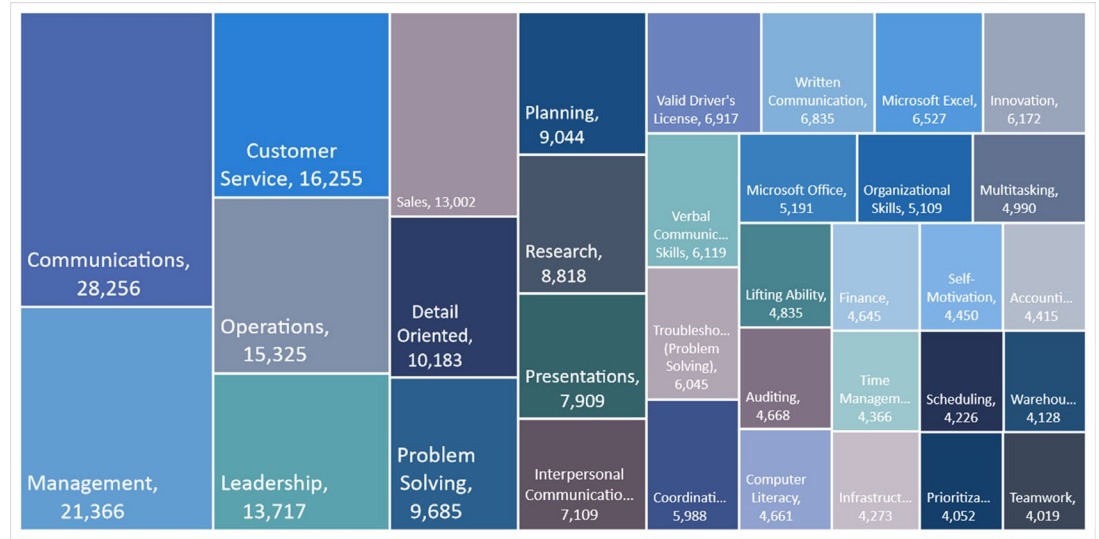 Communications,
28,256
Management,
21,366
Customer
Service, 16,255
Operations,
15,325
Leadership,
13,717
Sales, 13,002
Detail
Oriented,
10,183
Problem
Solving,
9,685
Planning,
9,044
Research,
8,818
Presentations,
7,909
Interpersonal
Communicatio...
7,109
Valid Driver's
License, 6,917
Written
Communication,
6,835
Microsoft Excel,
6,527
Innovation,
6,172
Verbal
Communic...
Skills, 6,119
Troublesho...
(Problem
Solving),
6,045
Coordinati...
5,988
Microsoft Office,
5,191
Organizational
Skills, 5,109
Multitasking,
4,990
Lifting Ability,
4,835
Auditing,
4,668
Computer
Literacy,
4,661
Finance,
4,645
Self-
Motivation,
4,450
Accounti...
4,415
Time
Managem...
4,366
Scheduling,
4,226
Warehou...
4,128
Infrastruct...
4,273
Prioritiza...
4,052
Teamwork,
4,019